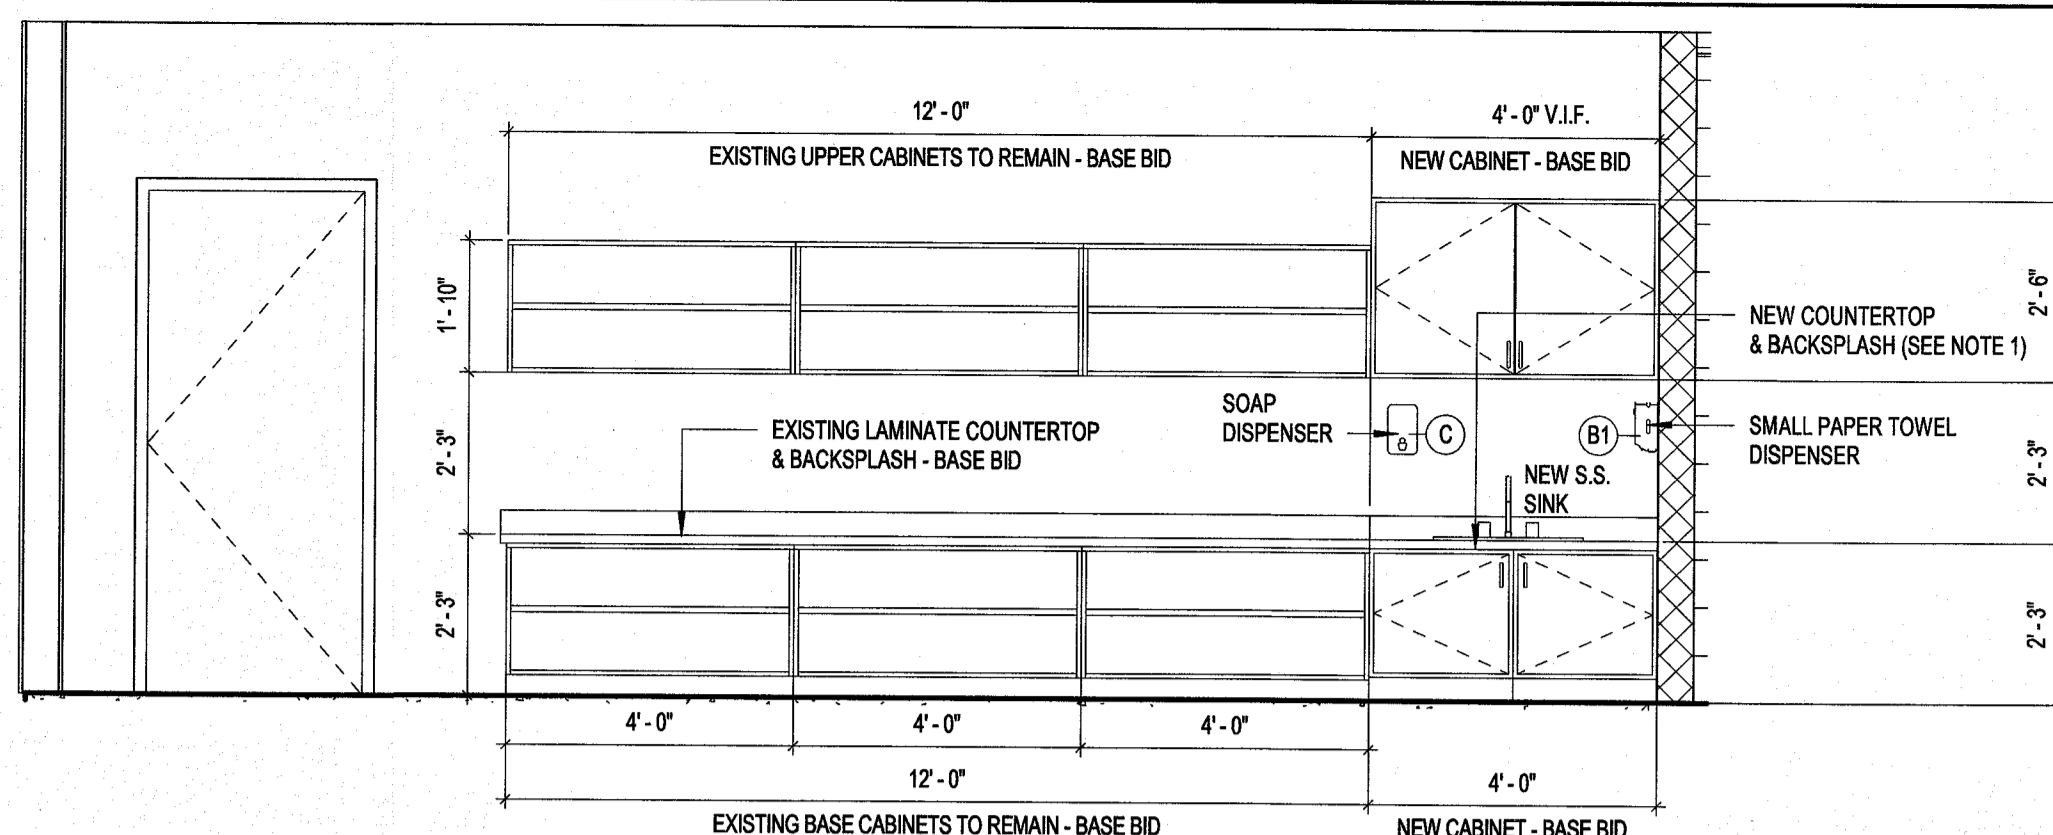 12' - 0"
4' - 0" V.I.F.
EXISTING UPPER CABINETS TO REMAIN - BASE BID
NEW CABINET - BASE BID
1' - 10"
2' - 6"
NEW COUNTERTOP
& BACKSPLASH (SEE NOTE 1)
SOAP
DISPENSER
C
B1
SMALL PAPER TOWEL
DISPENSER
EXISTING LAMINATE COUNTERTOP
& BACKSPLASH - BASE BID
2' - 3"
2' - 3"
NEW S.S.
SINK
2' - 3"
2' - 3"
4' - 0"
4' - 0"
4' - 0"
12' - 0"
4' - 0"
EXISTING BASE CABINETS TO REMAIN - BASE BID
NEW CABINET - BASE BID